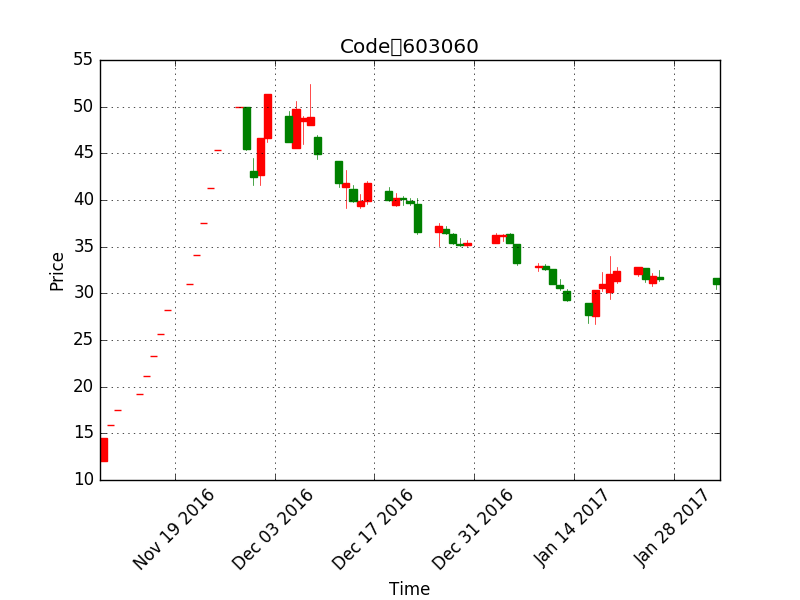 Code▯603060
55
50
45
40
35
30
25
20
15
10
Price
Nov 19 2016
Dec 03 2016
Dec 17 2016
Dec 31 2016
Jan 14 2017
Jan 28 2017
Time